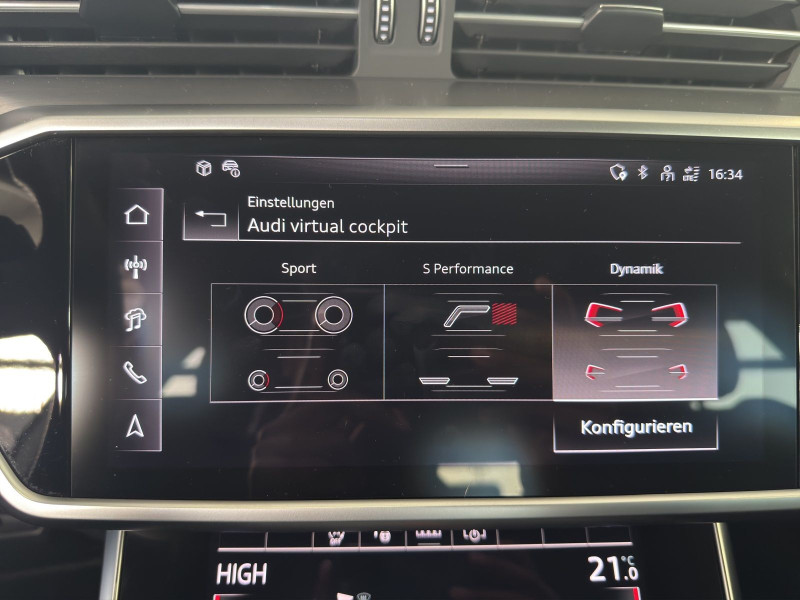 16:34
Einstellungen
Audi virtual cockpit
Sport
S Performance
Dynamik
Konfigurieren
HIGH
21.0 °C